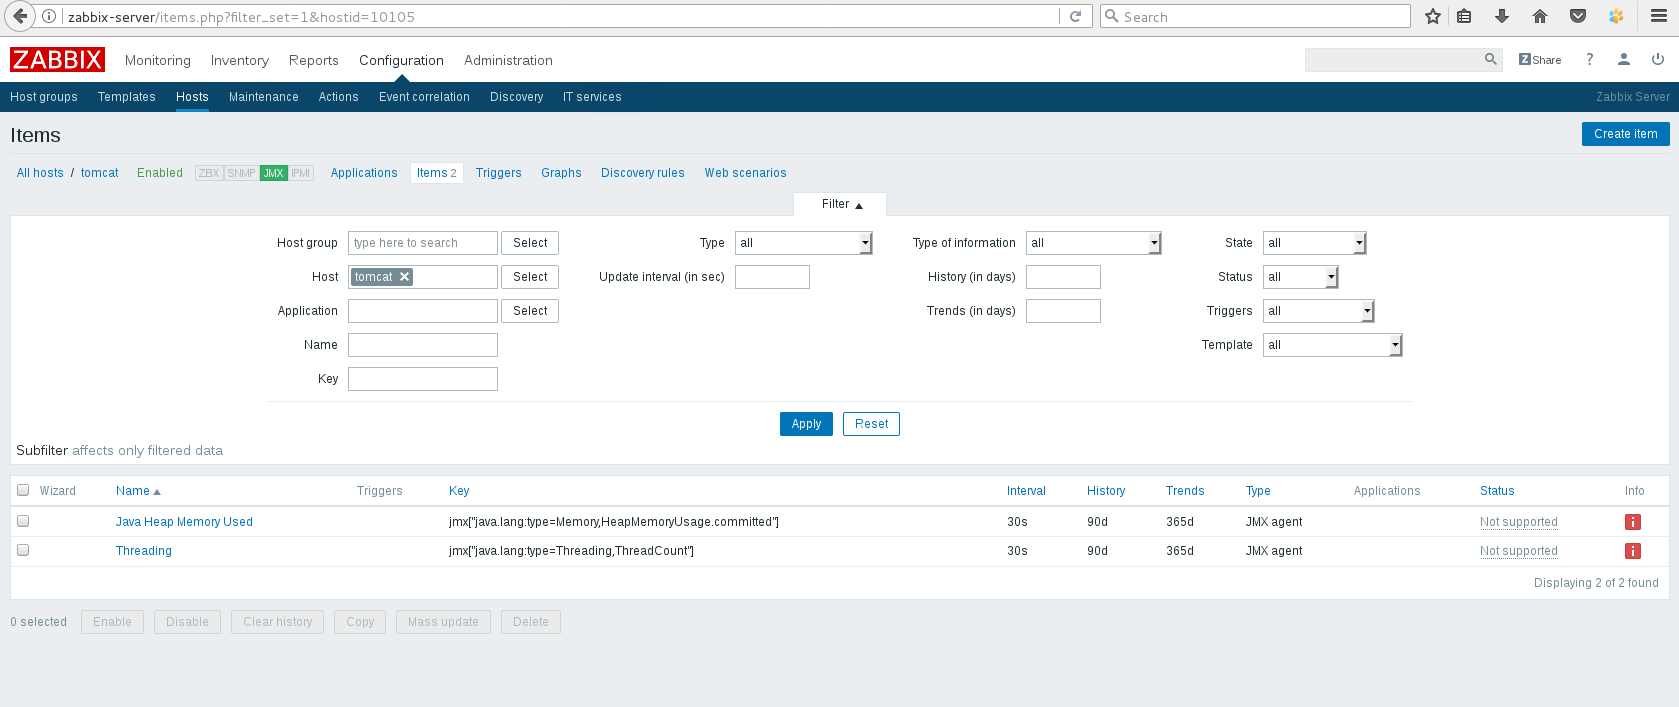 zabbix-server/items.php?filter_set=1&hostid=10105 Search
ZABBIX Monitoring Inventory Reports Configuration Administration Z Share ?
Host groups Templates Hosts Maintenance Actions Event correlation Discovery IT services Zabbix Server
Items Create item
All hosts / tomcat Enabled ZBX SNMP JMX IPMI Applications Items 2 Triggers Graphs Discovery rules Web scenarios
Filter ▲
Host group type here to search Select Type all Type of information all State all
Host tomcat ✕ Select Update interval (in sec) History (in days) Status all
Application Select Trends (in days) Triggers all
Name Template all
Key
Apply Reset
Subfilter affects only filtered data
Wizard Name ▲ Triggers Key Interval History Trends Type Applications Status Info
Java Heap Memory Used jmx["java.lang:type=Memory,HeapMemoryUsage.committed"] 30s 90d 365d JMX agent Not supported i
Threading jmx["java.lang:type=Threading,ThreadCount"] 30s 90d 365d JMX agent Not supported i
Displaying 2 of 2 found
0 selected Enable Disable Clear history Copy Mass update Delete